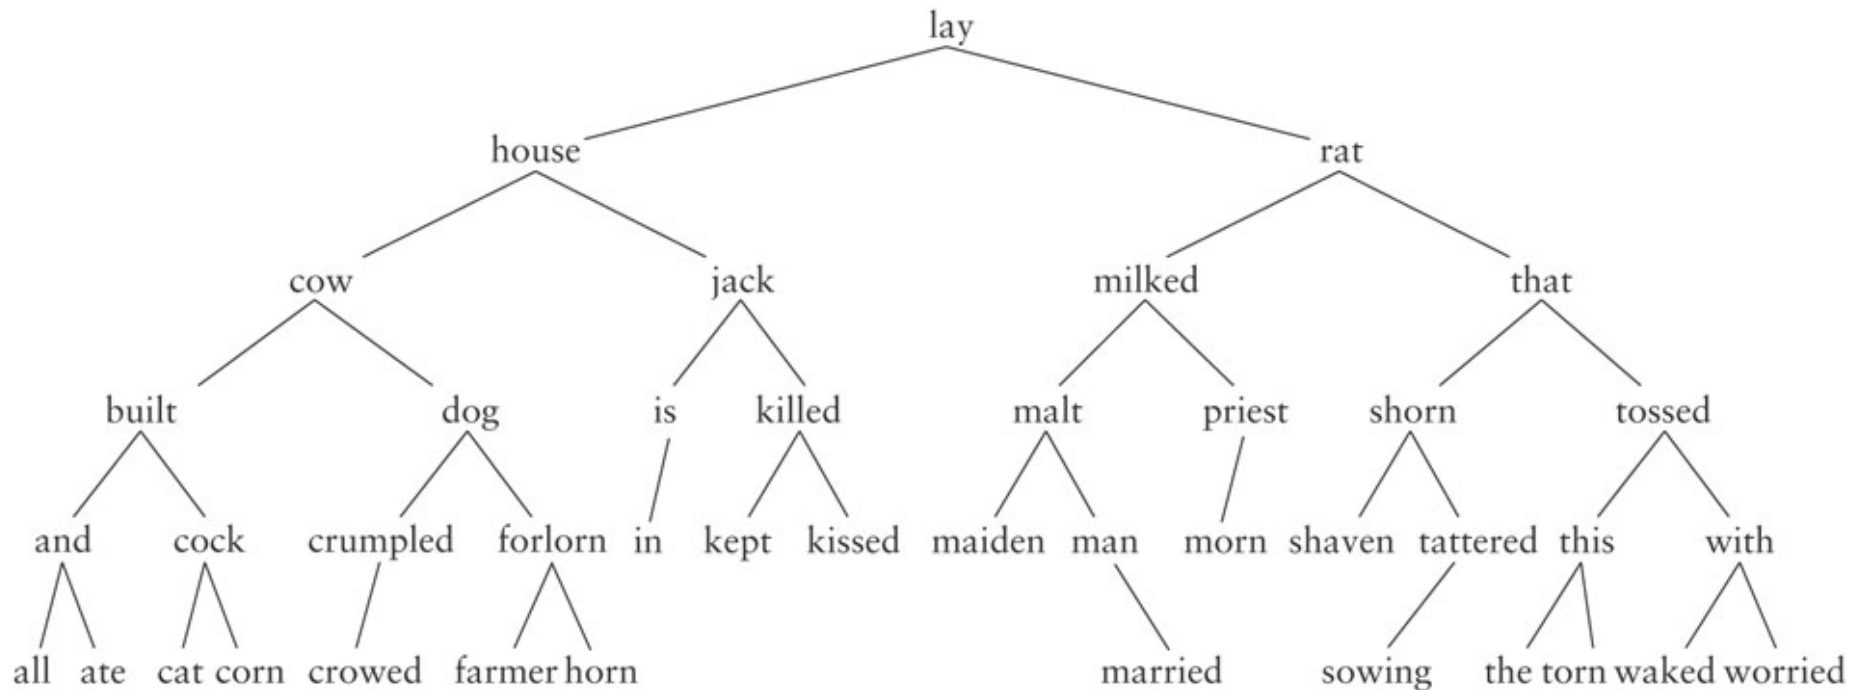 lay
house rat
cow jack milked that
built dog is killed malt priest shorn tossed
and cock crumpled forlorn in kept kissed maiden man morn shaven tattered this with
all ate cat corn crowed farmer horn married sowing the torn waked worried